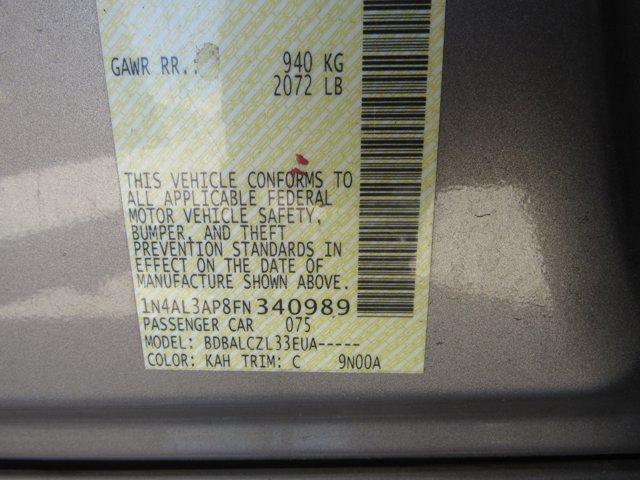 GAWR RR.. 940 KG
2072 LB
THIS VEHICLE CONFORMS TO
ALL APPLICABLE FEDERAL
MOTOR VEHICLE SAFETY,
BUMPER, AND THEFT
PREVENTION STANDARDS IN
EFFECT ON THE DATE OF
MANUFACTURE SHOWN ABOVE.
1N4AL3AP8FN340989
PASSENGER CAR 075
MODEL: BDBALCZL33EUA-----
COLOR: KAH TRIM: C 9N00A